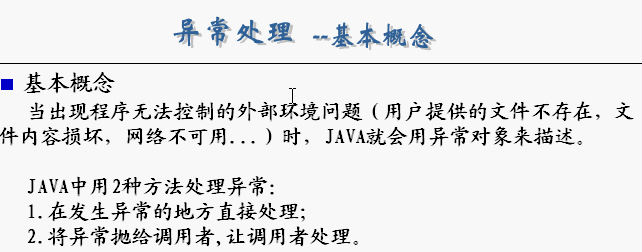 异常处理 --基本概念
基本概念
当出现程序无法控制的外部环境问题(用户提供的文件不存在,文
件内容损坏,网络不可用...)时,JAVA就会用异常对象来描述。
JAVA中用2种方法处理异常:
1.在发生异常的地方直接处理;
2.将异常抛给调用者,让调用者处理。